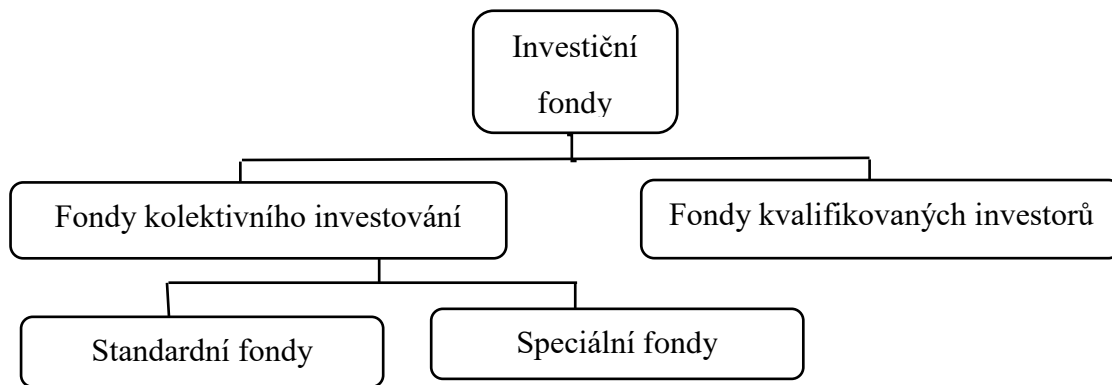 Investiční
fondy
Fondy kolektivního investování
Fondy kvalifikovaných investorů
Standardní fondy
Speciální fondy